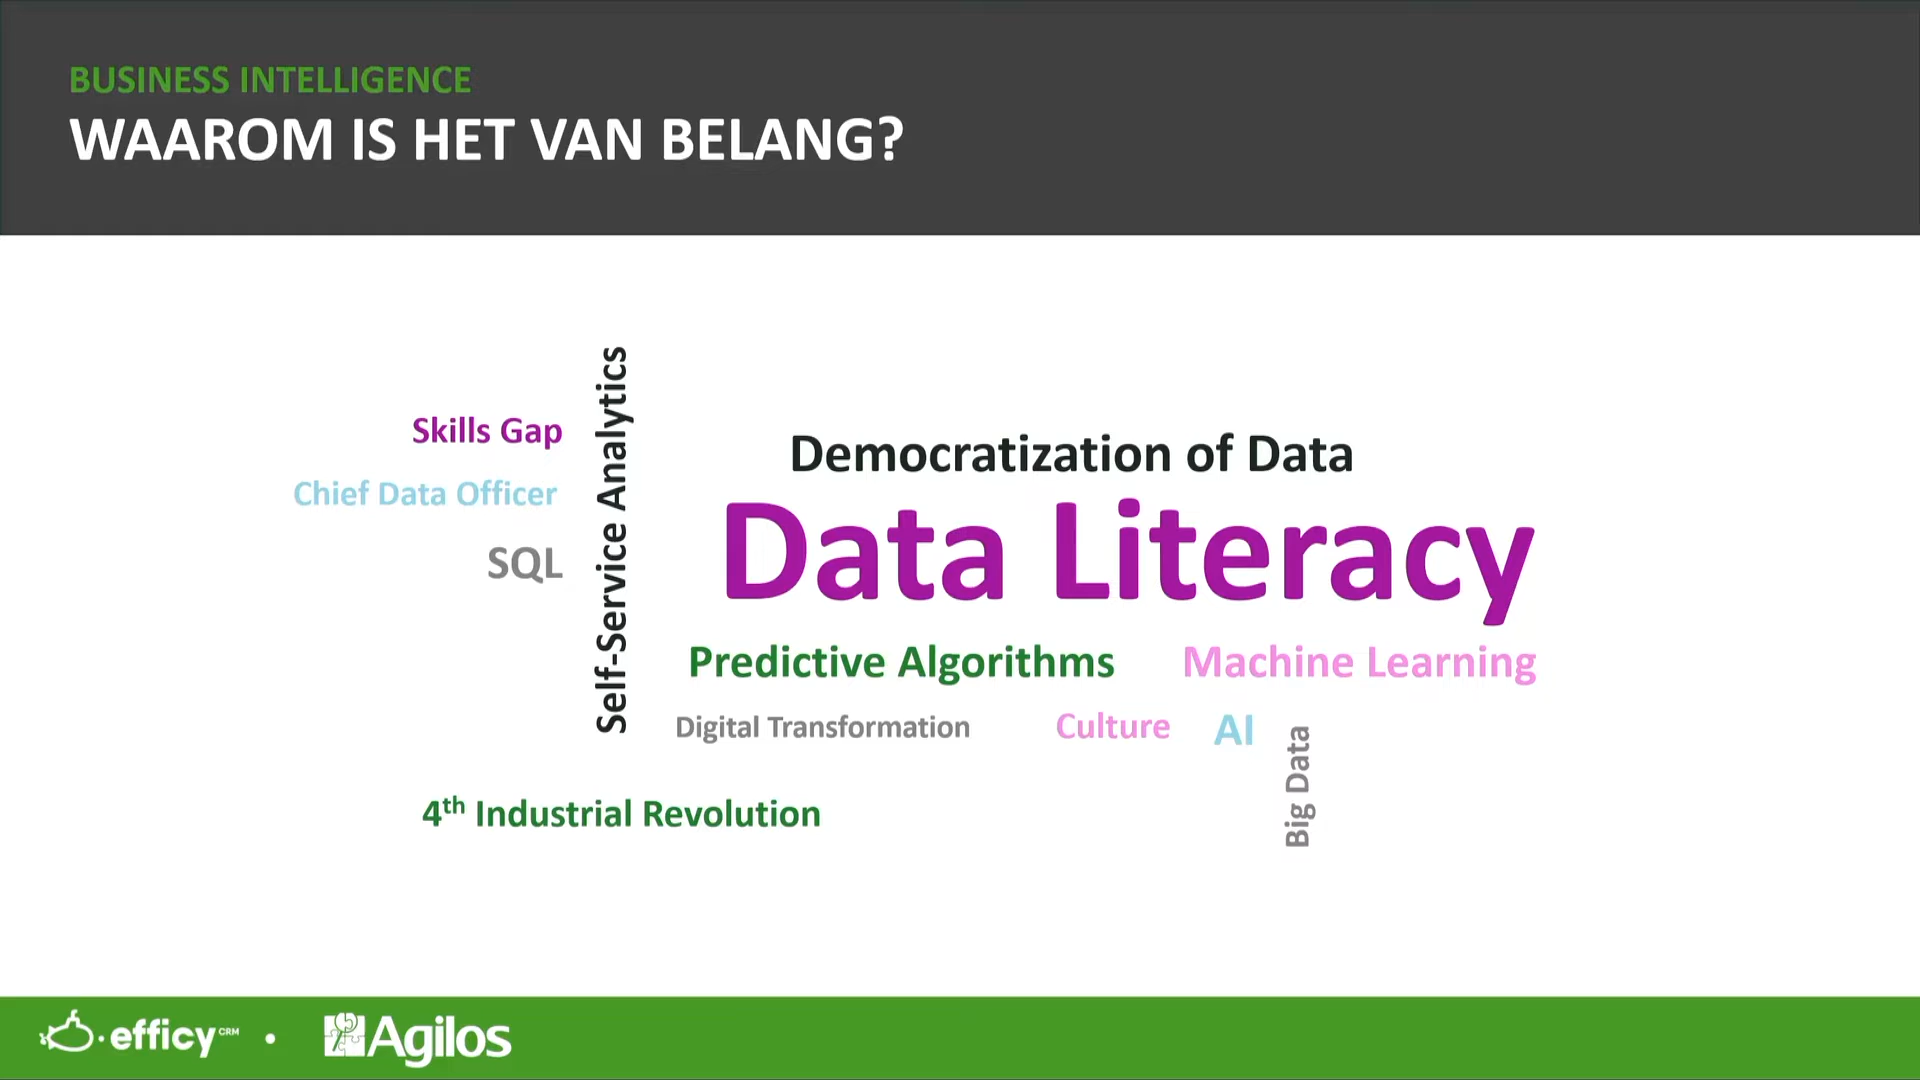 BUSINESS INTELLIGENCE
WAAROM IS HET VAN BELANG?
Skills Gap
Chief Data Officer
SQL
Self-Service Analytics
Democratization of Data
Data Literacy
Predictive Algorithms
Machine Learning
Digital Transformation
Culture
AI
Big Data
4th Industrial Revolution
efficy CRM
Agilos